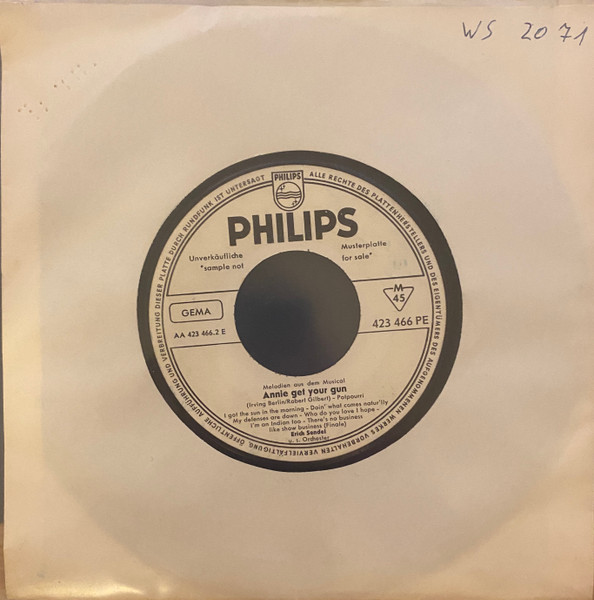 WS 2071
ALLE RECHTE DES PLATTENHERSTELLERS UND DES EIGENTÜMERS DES AUFGENOMMENEN WERKES VORBEHALTEN VERVIELFÄLTIGUNG, ÖFFENTLICHE AUFFÜHRUNG UND VERBREITUNG DIESER PLATTE DURCH RUNDFUNK IST UNTERSAGT
PHILIPS
PHILIPS
Unverkäufliche Musterplatte
"sample not for sale"
GEMA
M
45
AA 423 466.2 E
423 466 PE
Melodien aus dem Musical
Annie get your gun
(Irving Berlin/Robert Gilbert) - Potpourri
I got the sun in the morning - Doin' what comes natur'lly
My defenses are down - Who do you love I hope -
I'm an Indian too - There's no business
like show business (Finale)
Erich Sendel
u. s. Orchester